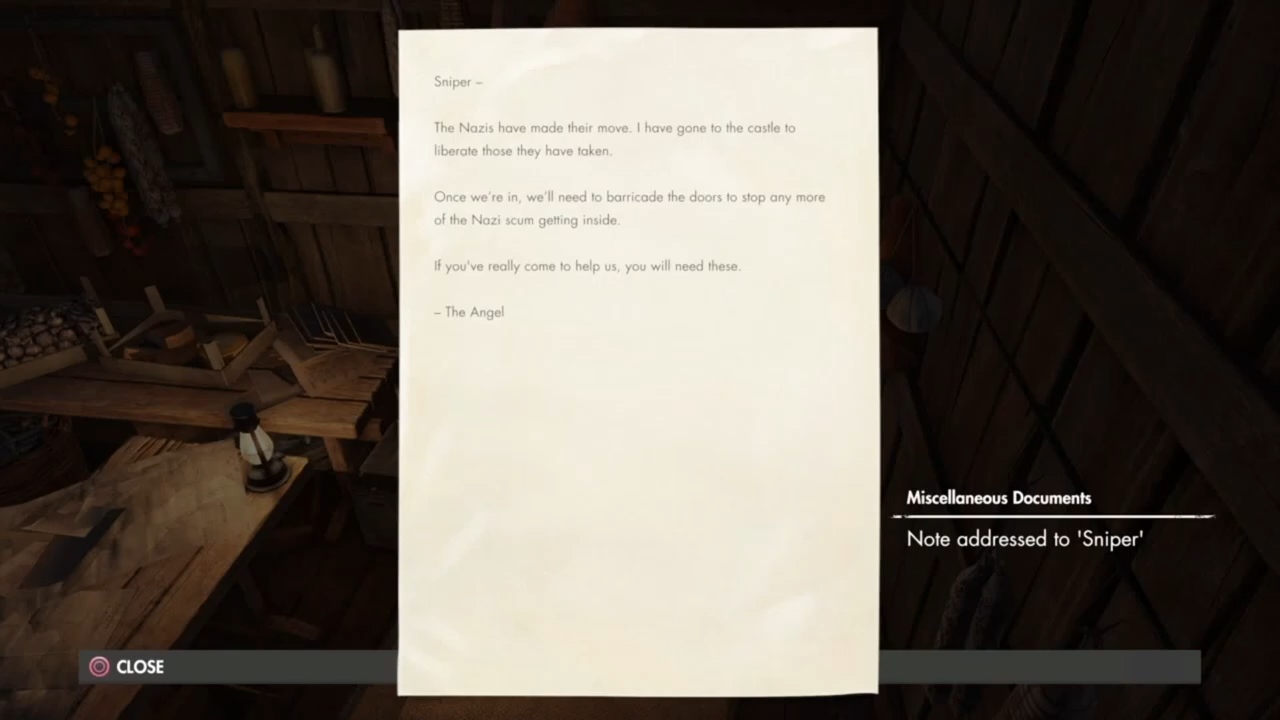 Sniper –
The Nazis have made their move. I have gone to the castle to
liberate those they have taken.
Once we're in, we'll need to barricade the doors to stop any more
of the Nazi scum getting inside.
If you've really come to help us, you will need these.
– The Angel
Miscellaneous Documents
Note addressed to 'Sniper'
CLOSE